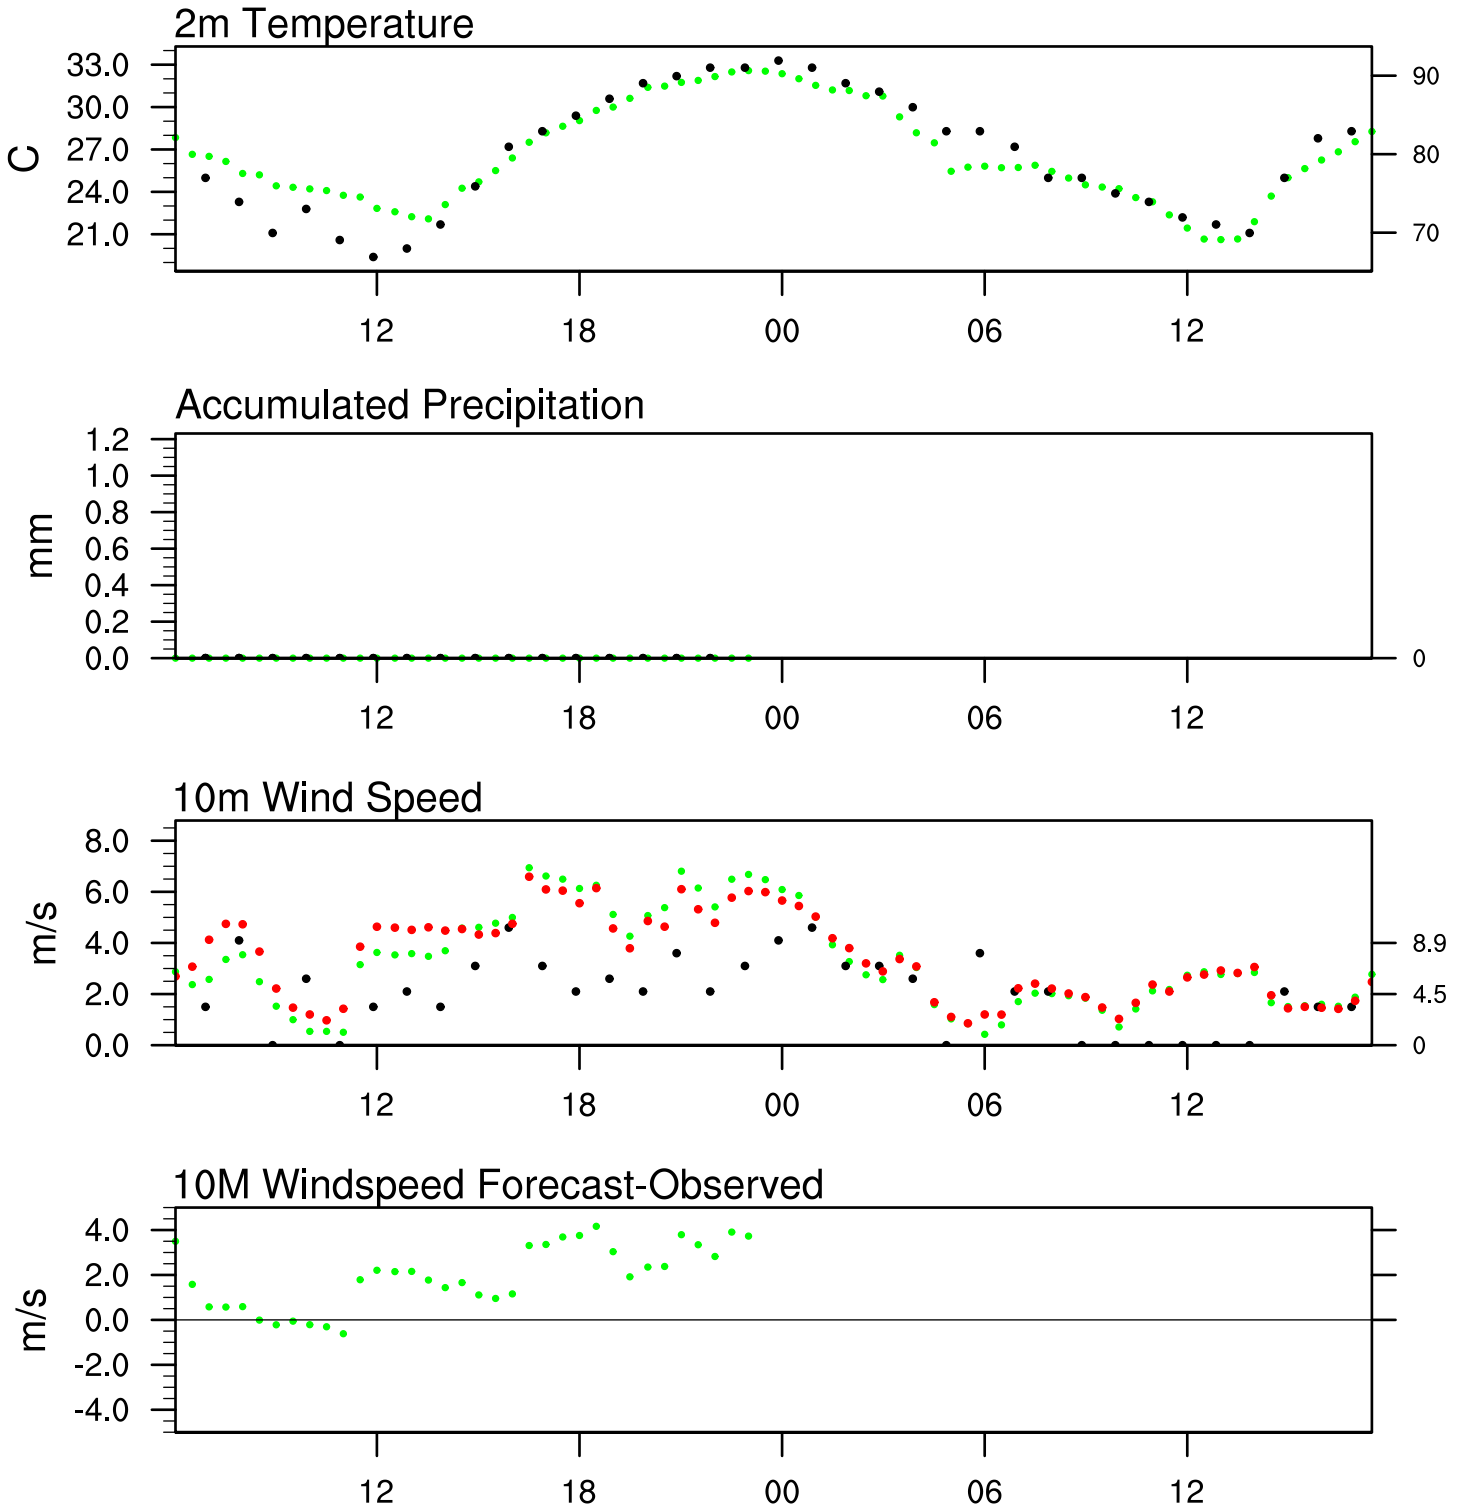 2m Temperature
33.0
30.0
27.0
24.0
21.0
C
90
80
70
12 18 00 06 12
Accumulated Precipitation
1.2
1.0
0.8
0.6
0.4
0.2
0.0
mm
0
12 18 00 06 12
10m Wind Speed
8.0
6.0
4.0
2.0
0.0
m/s
8.9
4.5
0
12 18 00 06 12
10M Windspeed Forecast-Observed
4.0
2.0
0.0
-2.0
-4.0
m/s
12 18 00 06 12